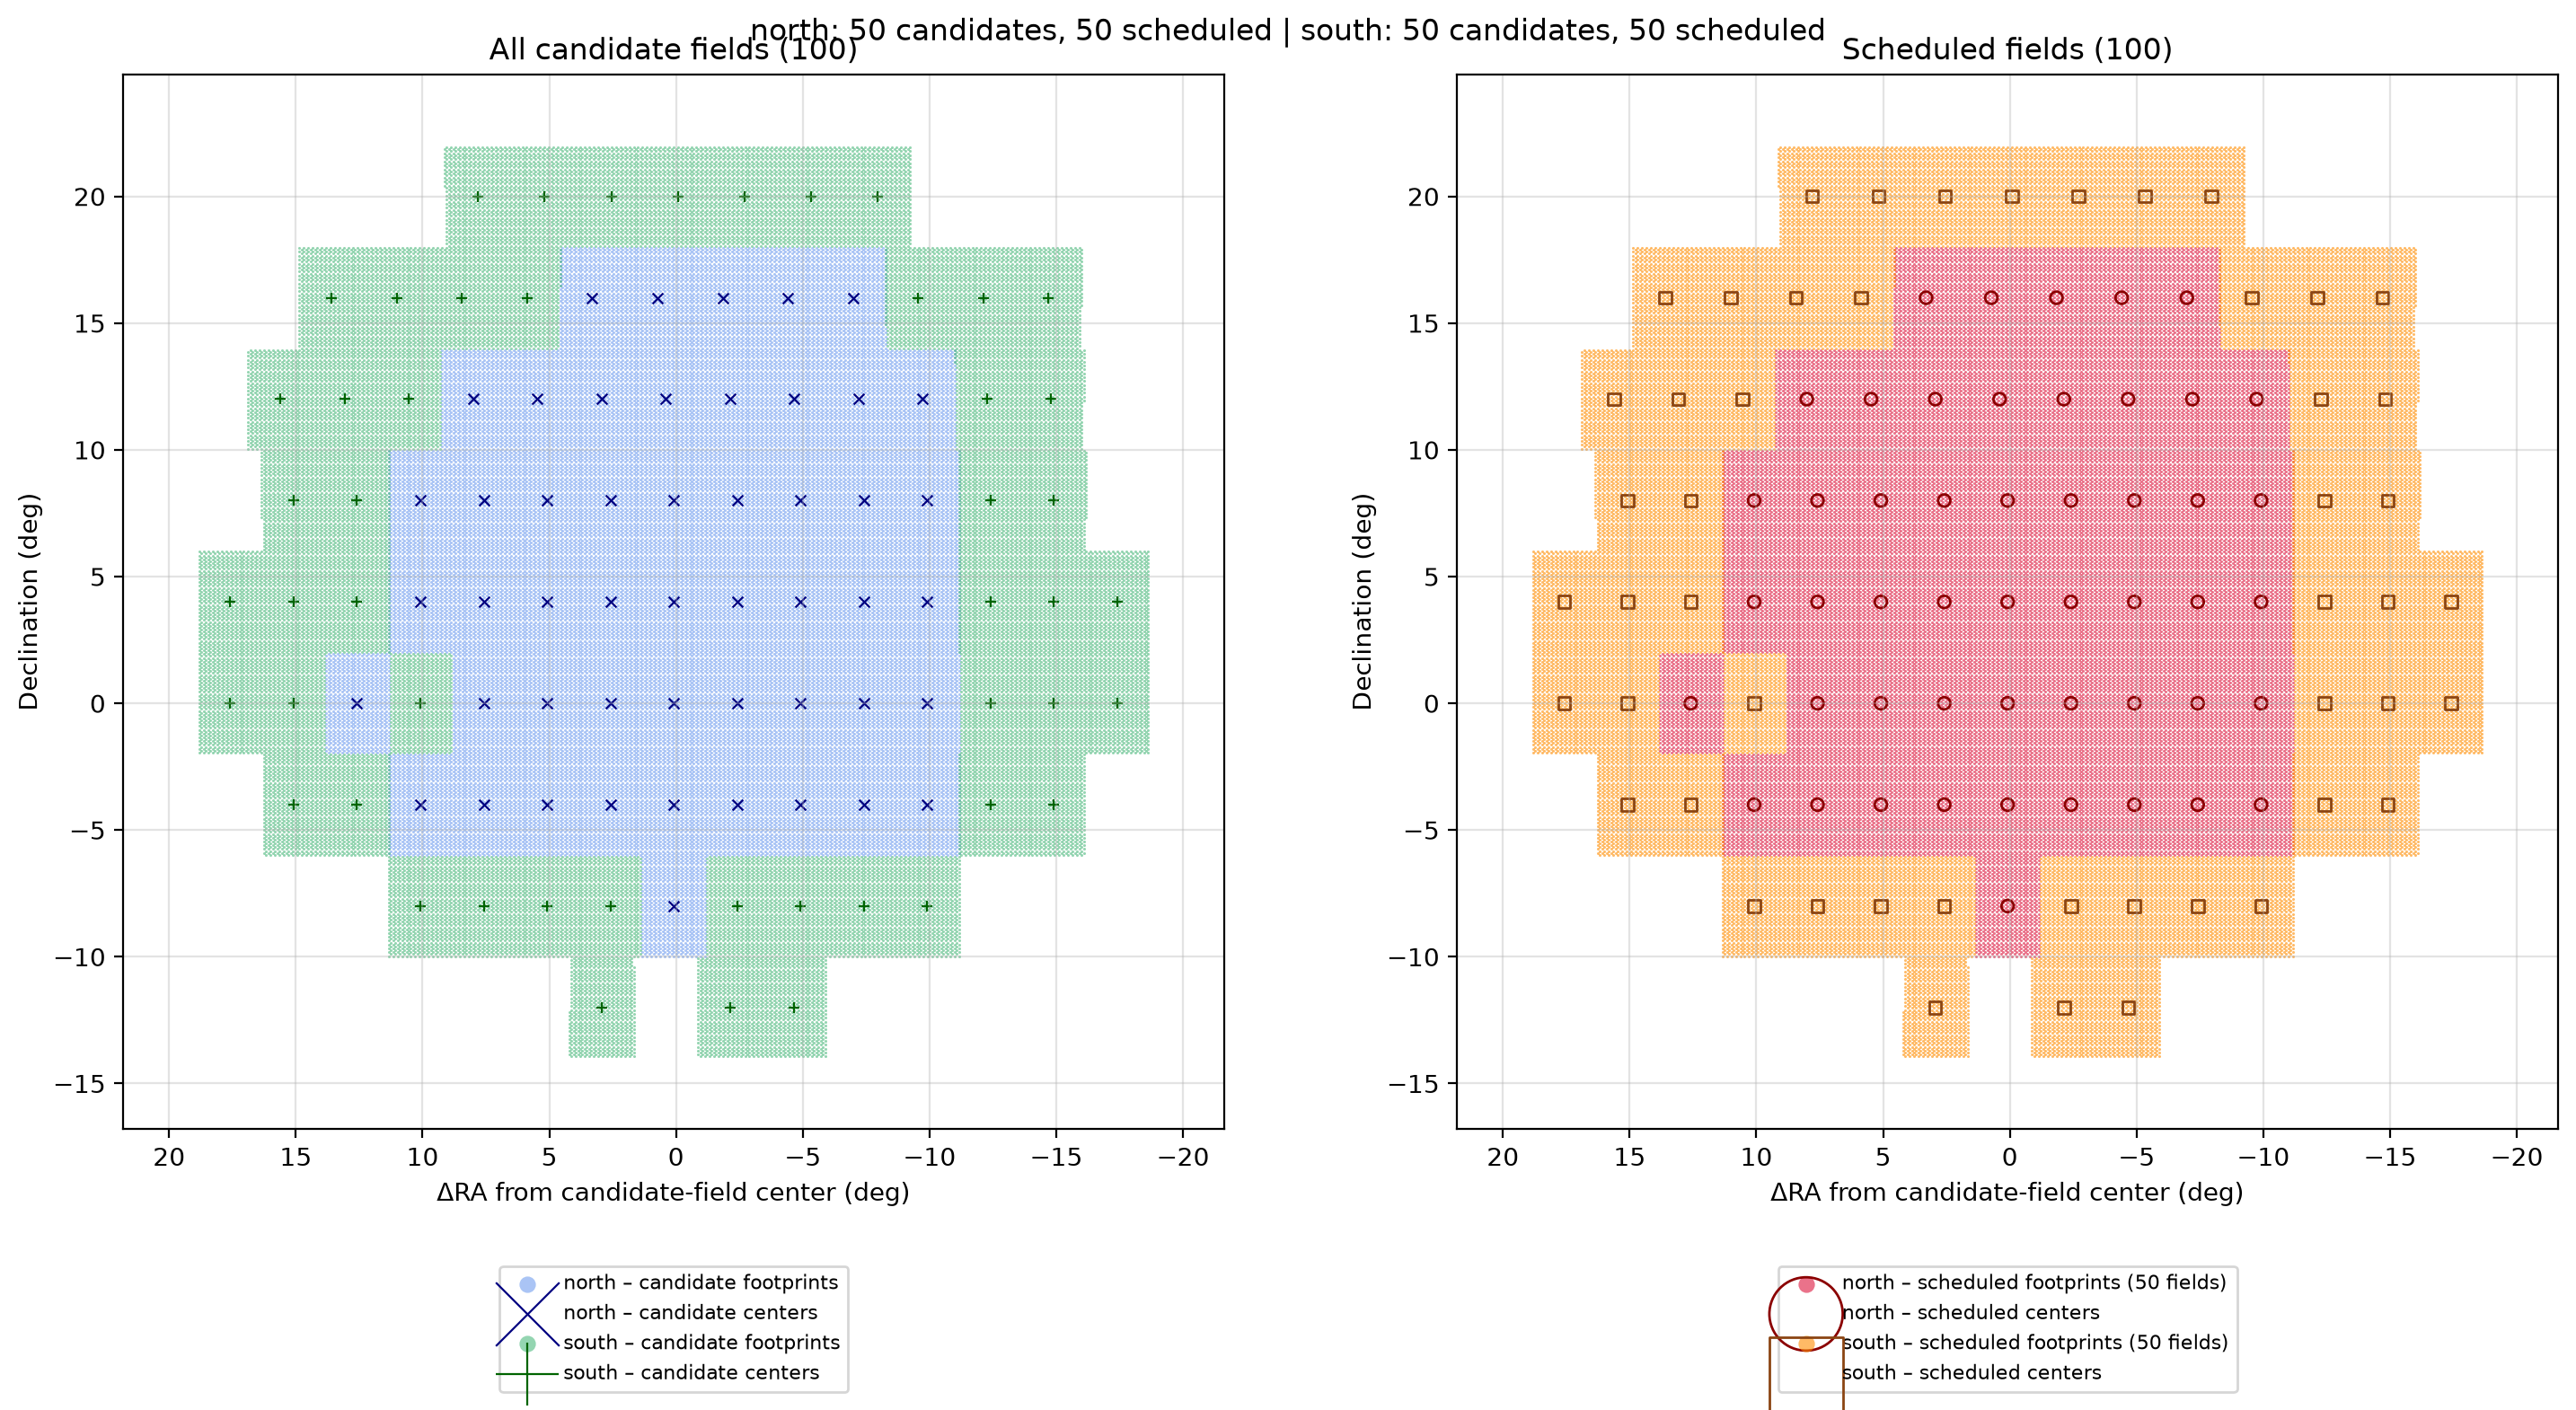 north: 50 candidates, 50 scheduled | south: 50 candidates, 50 scheduled
All candidate fields (100)
20
15
10
5
0
−5
−10
−15
Declination (deg)
20
15
10
5
0
−5
−10
−15
−20
ΔRA from candidate-field center (deg)
north – candidate footprints
north – candidate centers
south – candidate footprints
south – candidate centers
Scheduled fields (100)
20
15
10
5
0
−5
−10
−15
Declination (deg)
20
15
10
5
0
−5
−10
−15
−20
ΔRA from candidate-field center (deg)
north – scheduled footprints (50 fields)
north – scheduled centers
south – scheduled footprints (50 fields)
south – scheduled centers